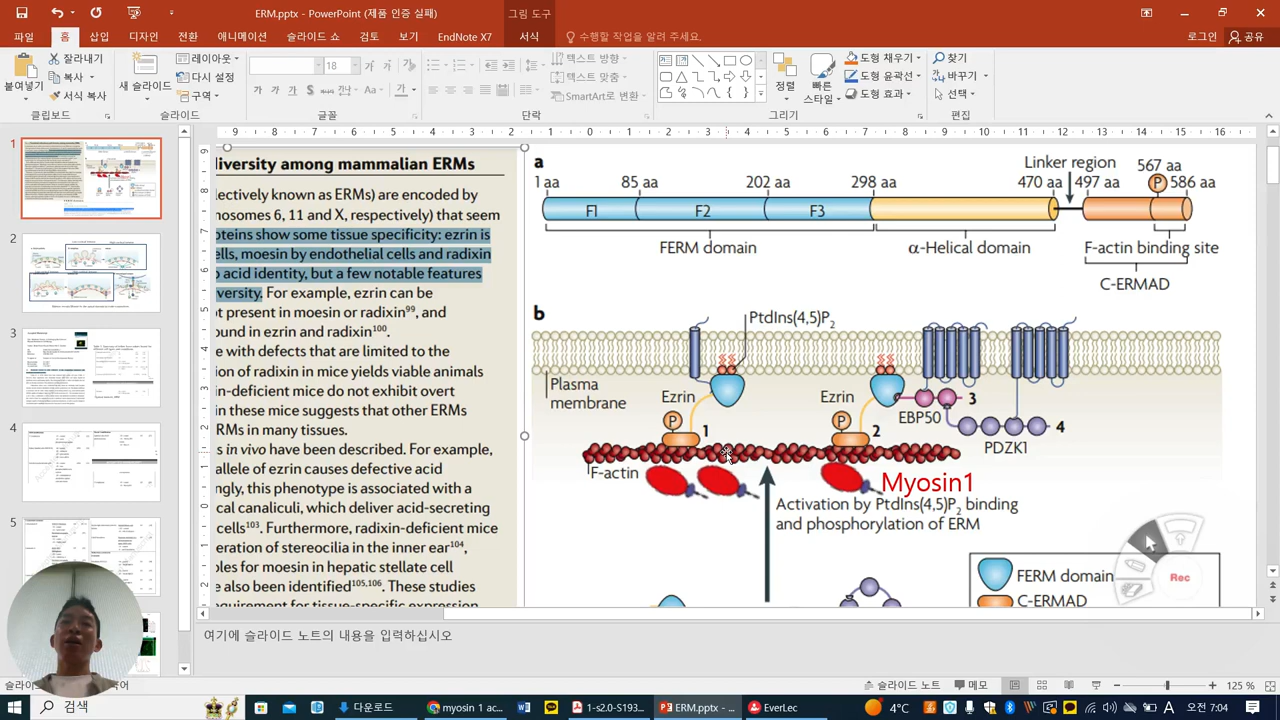 ERM.pptx - PowerPoint (제품 인증 실패)
그림 도구
파일 홈 삽입 디자인 전환 애니메이션 슬라이드 쇼 검토 보기 EndNote X7 서식 수행할 작업을 알려 주세요.
로그인 공유
붙여넣기
잘라내기
복사
서식 복사
클립보드
새 슬라이드
레이아웃
다시 설정
구역
슬라이드
18
글꼴
텍스트 방향
텍스트 맞춤
SmartArt로 변환
단락
정렬
빠른
스타일
도형 채우기
도형 윤곽선
도형 효과
그리기
찾기
바꾸기
선택
편집
1
2
3
4
5
diversity among mammalian ERMs
ectively known as ERMs) are encoded by
nosomes 6, 11 and X, respectively) that seem
oteins show some tissue specificity: ezrin is
ells, moesin by endothelial cells and radixin
acid identity, but a few notable features
versity. For example, ezrin can be
ot present in moesin or radixin99, and
ound in ezrin and radixin100.
e with defects that are limited to the
ion of radixin in mice yields viable animals
n-deficient mice do not exhibit overt
in these mice suggests that other ERMs
RMs in many tissues.
s in vivo have been described. For example,
allele of ezrin causes defective acid
ngly, this phenotype is associated with a
cal canaliculi, which deliver acid-secreting
cells103. Furthermore, radixin-deficient mice
eration of stereocilia in the inner ear104,
oles for moesin in hepatic stellate cell
e also been identified105,106. These studies
equirement for tissue-specific expression
a
Linker region
567 aa
1 aa 85 aa 202 aa 298 aa 470 aa 497 aa 586 aa
P
F1 F2 F3
FERM domain α-Helical domain F-actin binding site
C-ERMAD
b
PtdIns(4,5)P2
Plasma
membrane
Ezrin
P
1
Ezrin
P
2
EBP50
3
PDZK1
4
F-actin
Myosin1
Activation by PtdIns(4,5)P2 binding
and phosphorylation of ERM
FERM domain
C-ERMAD
Rec
여기에 슬라이드 노트의 내용을 입력하십시오
슬라이드 노트 메모 125 %
검색
다운로드
myosin 1 ac...
1-s2.0-S193...
ERM.pptx - ...
EverLec
4°C
오전 7:04